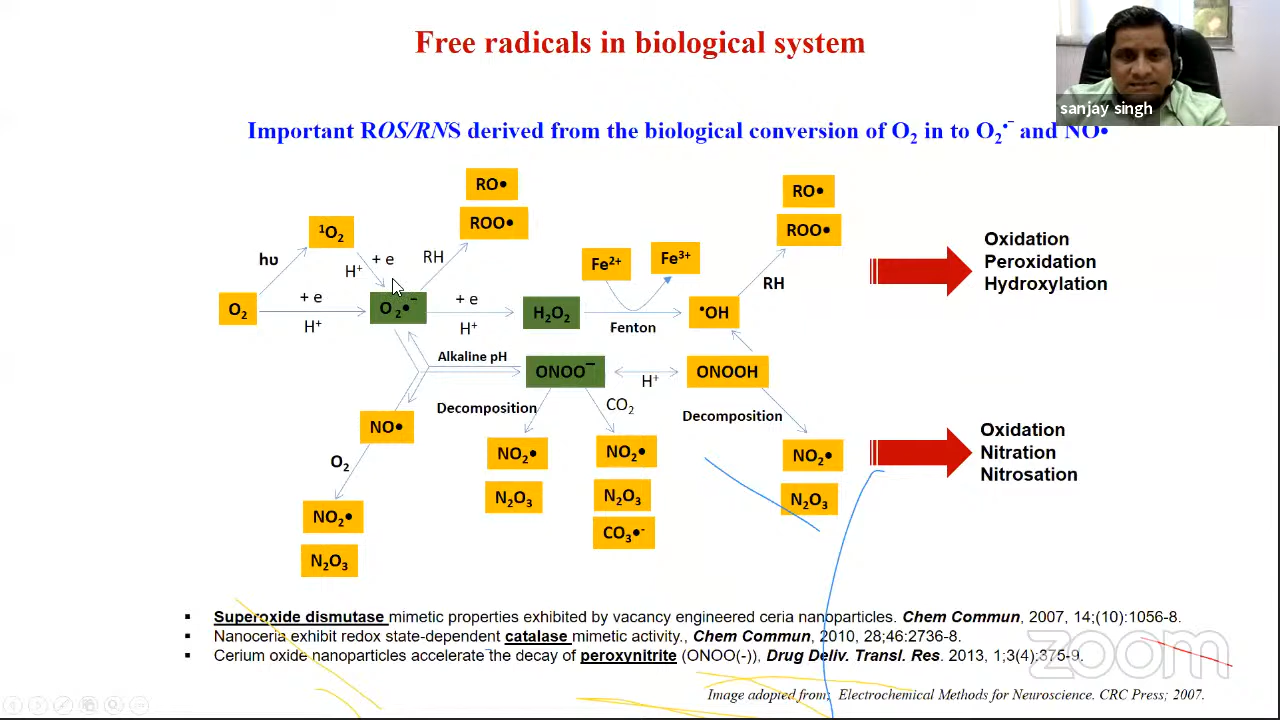 Free radicals in biological system
sanjay singh
Important ROS/RNS derived from the biological conversion of O₂ in to O₂•⁻ and NO•
RO•
RO•
ROO•
ROO•
¹O₂
Fe²⁺
Fe³⁺
hυ
+ e
H⁺
RH
RH
O₂
+ e
H⁺
O₂•⁻
+ e
H⁺
H₂O₂
Fenton
•OH
Oxidation
Peroxidation
Hydroxylation
Alkaline pH
ONOO⁻
H⁺
ONOOH
Decomposition
CO₂
Decomposition
NO•
O₂
NO₂•
N₂O₃
NO₂•
N₂O₃
NO₂•
N₂O₃
CO₃•⁻
NO₂•
N₂O₃
Oxidation
Nitration
Nitrosation
▪ Superoxide dismutase mimetic properties exhibited by vacancy engineered ceria nanoparticles. Chem Commun, 2007, 14;(10):1056-8.
▪ Nanoceria exhibit redox state-dependent catalase mimetic activity., Chem Commun, 2010, 28;46:2736-8.
▪ Cerium oxide nanoparticles accelerate the decay of peroxynitrite (ONOO(-)), Drug Deliv. Transl. Res. 2013, 1;3(4):375-9.
zoom
Image adopted from; Electrochemical Methods for Neuroscience. CRC Press; 2007.